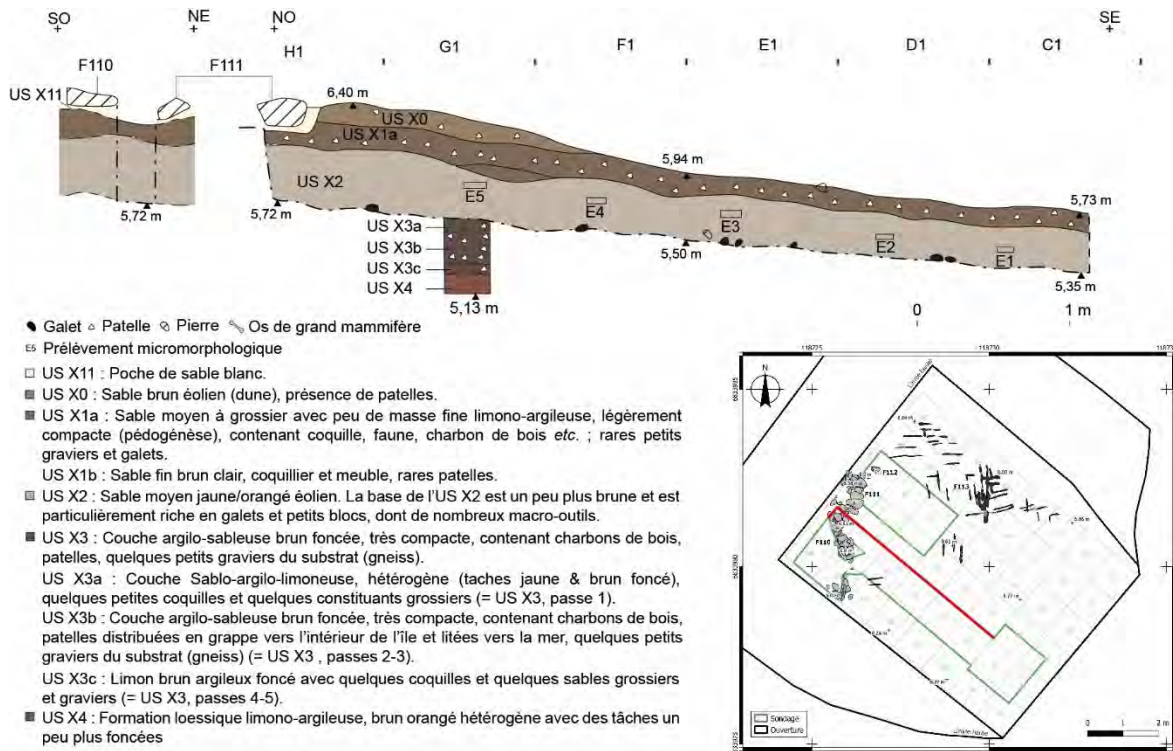 SO NE NO SE
H1 G1 F1 E1 D1 C1
F110 F111
US X11
6,40 m
US X0
US X1a
5,94 m
US X2
5,73 m
E5 E4 E3 E2 E1
5,72 m 5,72 m
US X3a
US X3b
5,50 m
US X3c
US X4
5,35 m
5,13 m
0 1 m
Galet Patelle Pierre Os de grand mammifère
E5 Prélèvement micromorphologique
US X11 : Poche de sable blanc.
US X0 : Sable brun éolien (dune), présence de patelles.
US X1a : Sable moyen à grossier avec peu de masse fine limono-argileuse, légèrement
compacte (pédogénèse), contenant coquille, faune, charbon de bois etc. ; rares petits
graviers et galets.
US X1b : Sable fin brun clair, coquillier et meuble, rares patelles.
US X2 : Sable moyen jaune/orangé éolien. La base de l'US X2 est un peu plus brune et est
particulièrement riche en galets et petits blocs, dont de nombreux macro-outils.
US X3 : Couche argilo-sableuse brun foncée, très compacte, contenant charbons de bois,
patelles, quelques petits graviers du substrat (gneiss).
US X3a : Couche Sablo-argilo-limoneuse, hétérogène (taches jaune & brun foncé),
quelques petits coquilles et quelques constituants grossiers (= US X3, passe 1).
US X3b : Couche argilo-sableuse brun foncée, très compacte, contenant charbons de bois,
patelles distribuées en grappe vers l'intérieur de l'île et litées vers la mer, quelques petits
graviers du substrat (gneiss) (= US X3 , passes 2-3).
US X3c : Limon brun argileux foncé avec quelques coquilles et quelques sables grossiers
et graviers (= US X3, passes 4-5).
US X4 : Formation loessique limono-argileuse, brun orangé hétérogène avec des tâches un
peu plus foncées
118725 118730
F112
F111
F113
F110
Sondage
Ouverture
0 1 2 m